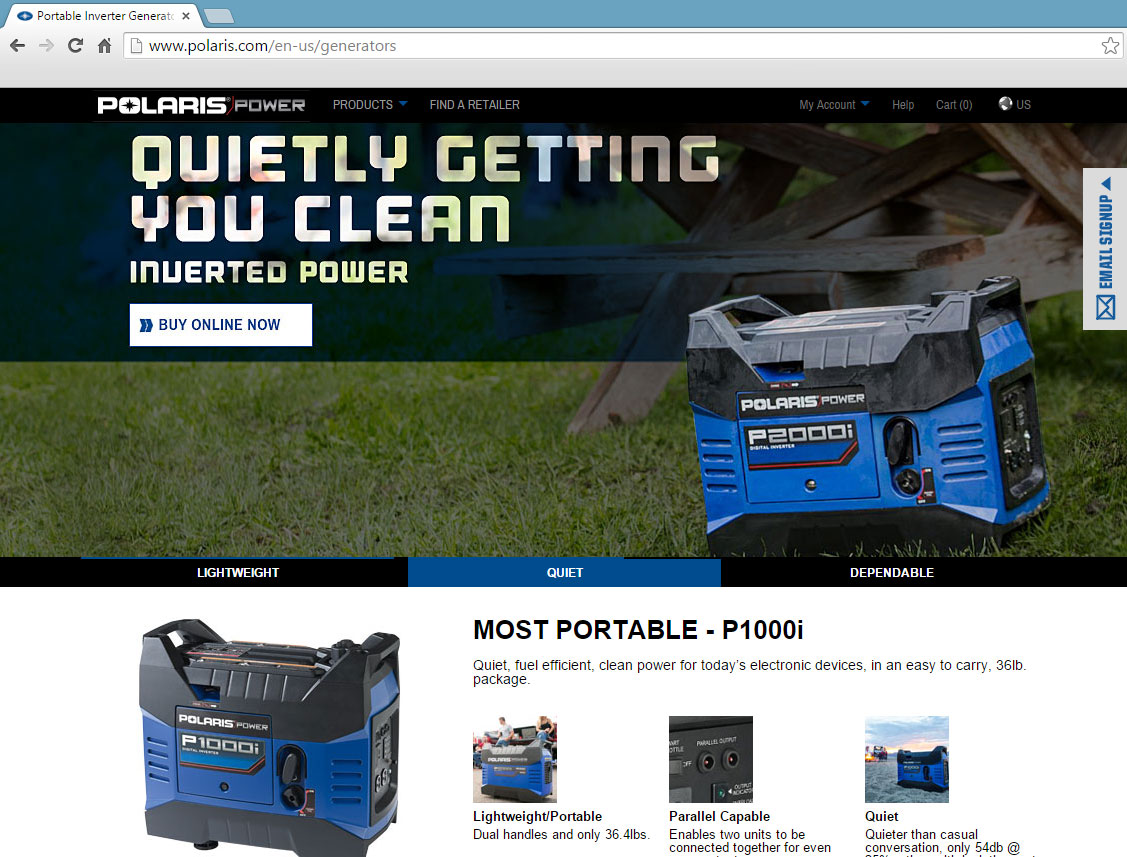 Portable Inverter Generato
www.polaris.com/en-us/generators
POLARIS POWER
PRODUCTS
FIND A RETAILER
My Account
Help
Cart (0)
US
QUIETLY GETTING
YOU CLEAN
INVERTED POWER
BUY ONLINE NOW
EMAIL SIGNUP
POLARIS POWER
P2000i
DIGITAL INVERTER
LIGHTWEIGHT
QUIET
DEPENDABLE
POLARIS POWER
P1000i
DIGITAL INVERTER
MOST PORTABLE - P1000i
Quiet, fuel efficient, clean power for today’s electronic devices, in an easy to carry, 36lb.
package.
POLARIS POWER
PARALLEL OUTPUT
OFF
OUTPUT
P1000i
Lightweight/Portable
Dual handles and only 36.4lbs.
Parallel Capable
Enables two units to be
connected together for even
Quiet
Quieter than casual
conversation, only 54db @